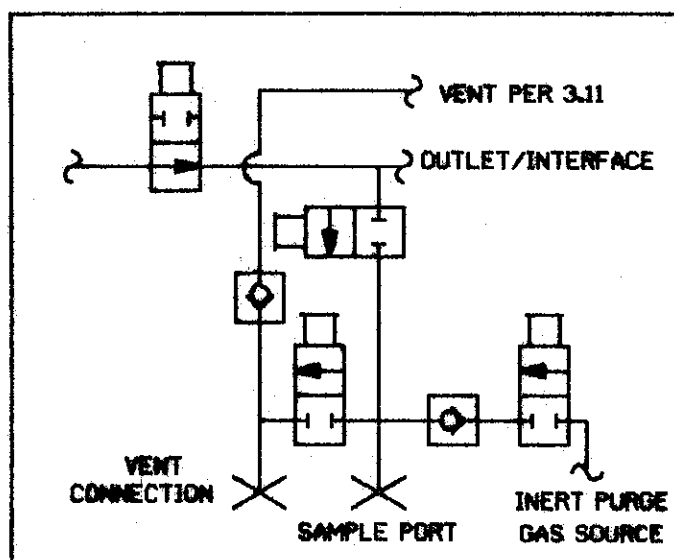 VENT PER 3.11
OUTLET/INTERFACE
VENT
CONNECTION
SAMPLE PORT
INERT PURGE
GAS SOURCE